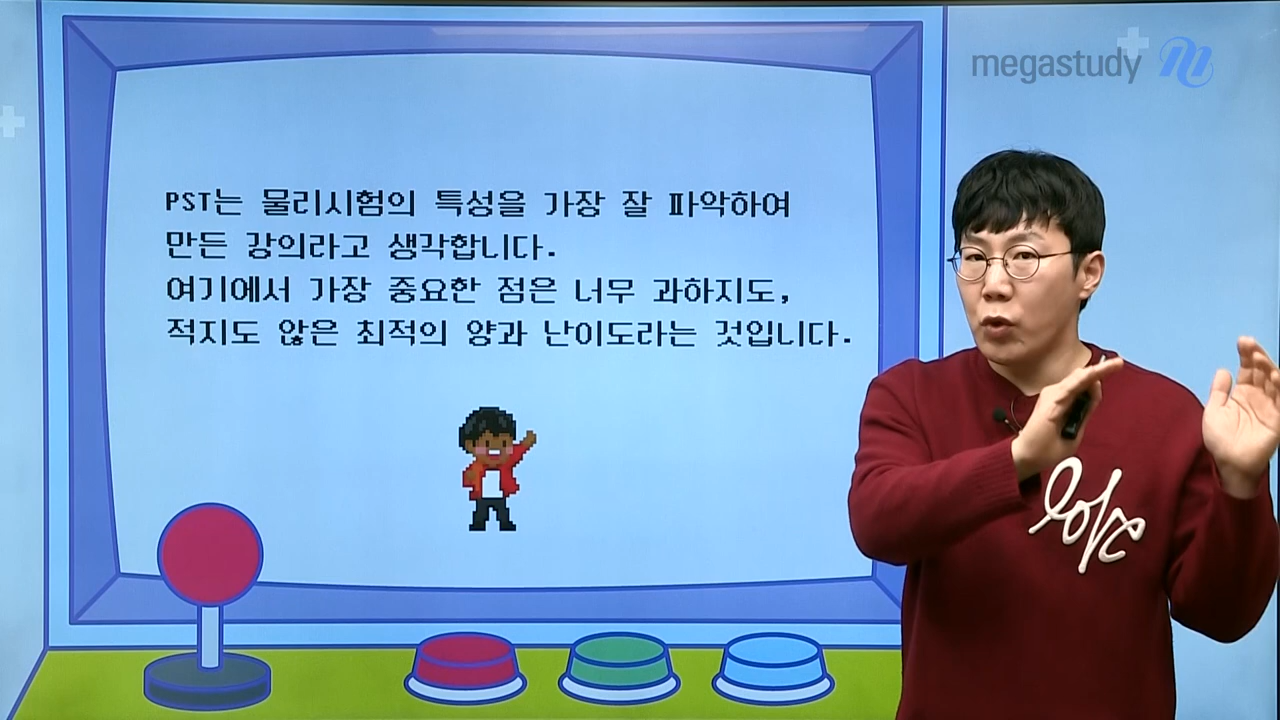 megastudy
PST는 물리시험의 특성을 가장 잘 파악하여
만든 강의라고 생각합니다.
여기에서 가장 중요한 점은 너무 과하지도,
적지도 않은 최적의 양과 난이도라는 것입니다.
love